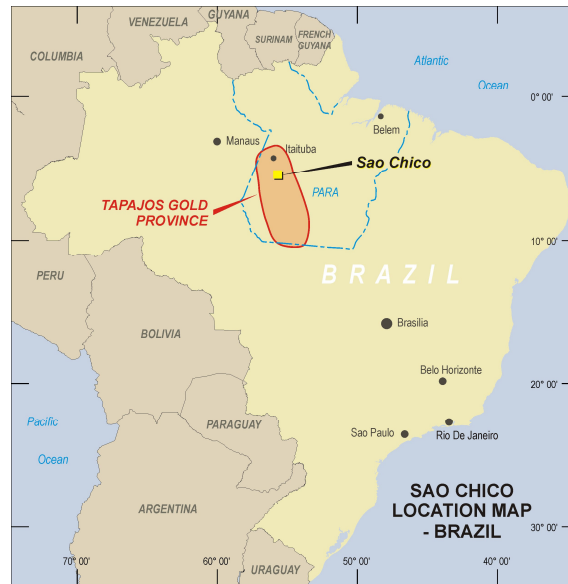 VENEZUELA
GUYANA
SURINAM
FRENCH
GUYANA
COLUMBIA
Atlantic
Ocean
0° 00'
Belem
Manaus
Itaituba
Sao Chico
PARA
TAPAJOS GOLD
PROVINCE
10° 00'
BRAZIL
PERU
BOLIVIA
Brasilia
Belo Horizonte
20° 00'
Pacific
Ocean
PARAGUAY
Sao Paulo
Rio De Janeiro
SAO CHICO
LOCATION MAP
- BRAZIL
ARGENTINA
30° 00'
URAGUAY
70° 00'
60° 00'
50° 00'
40° 00'